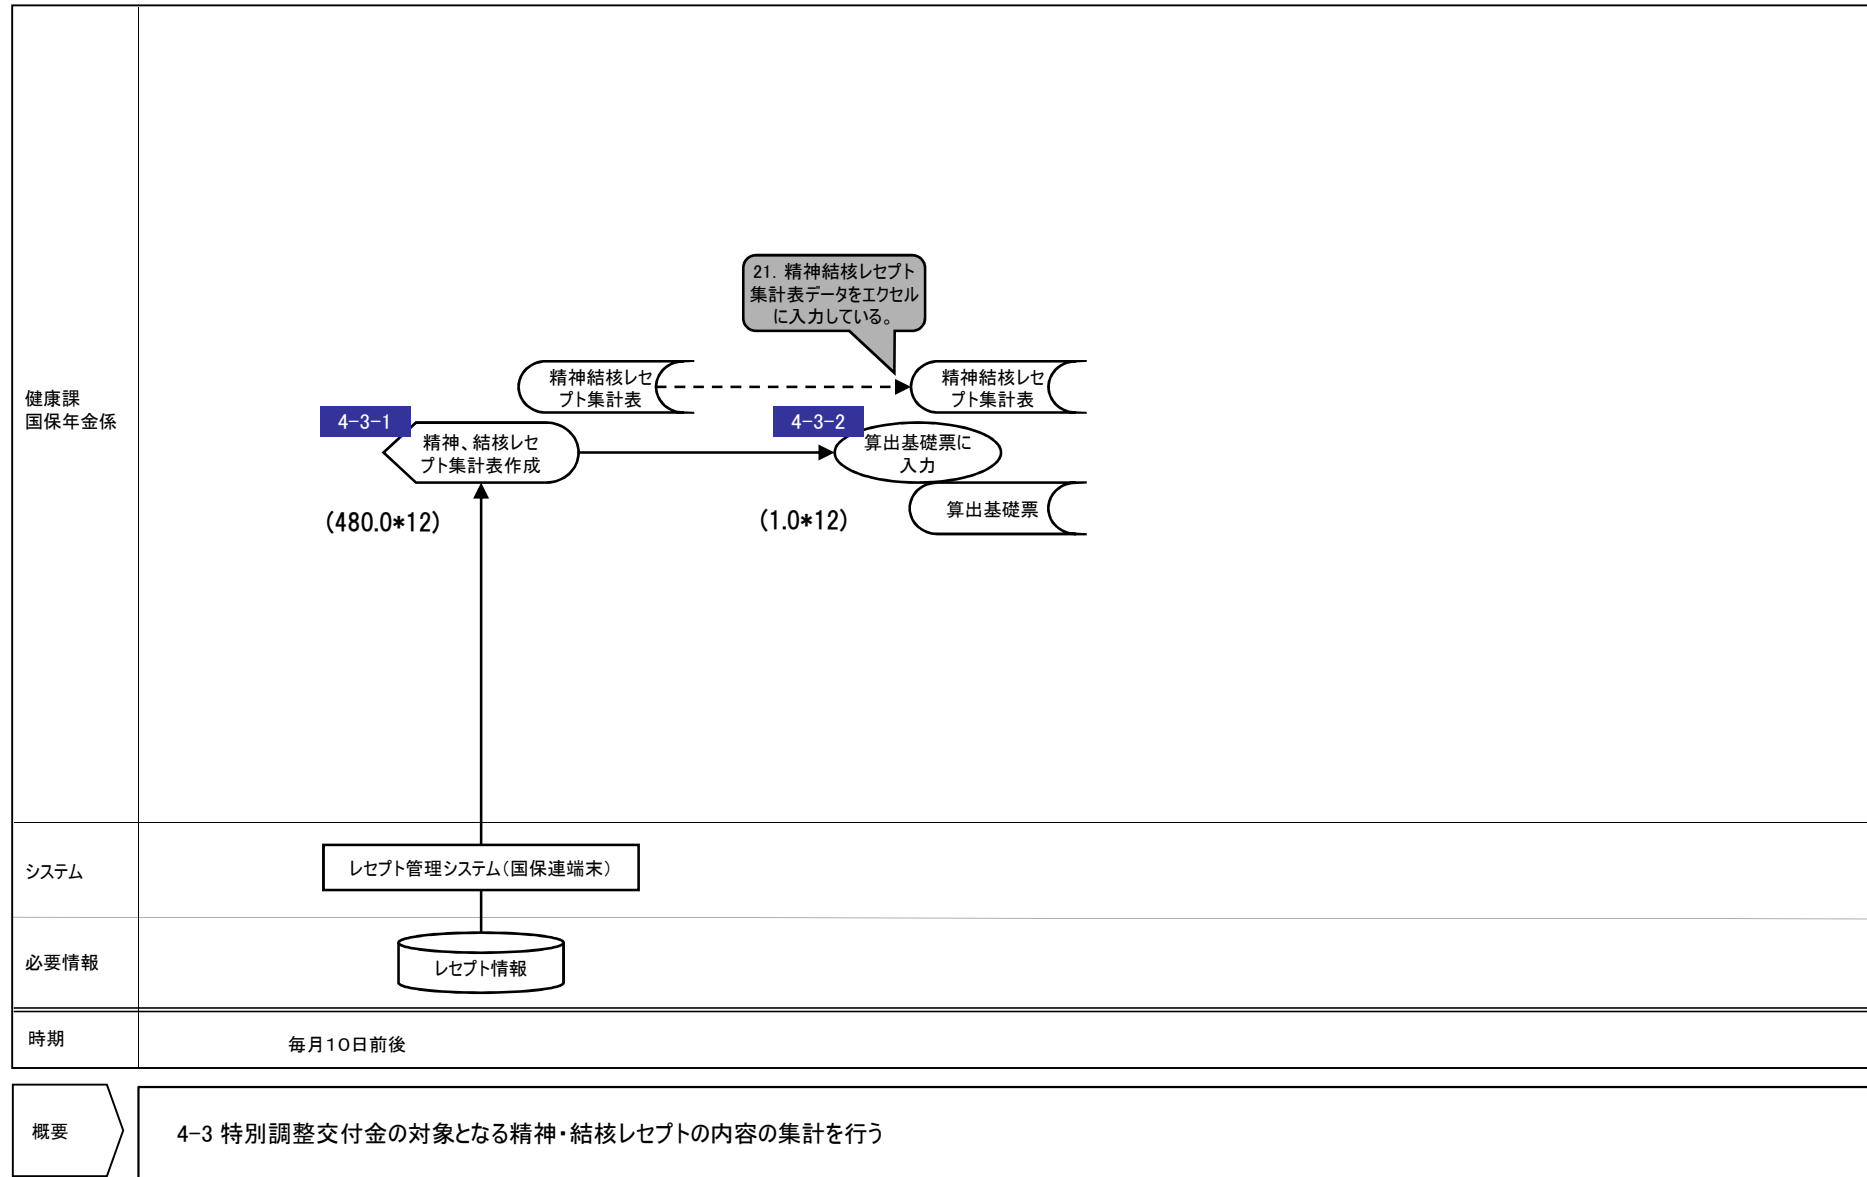 健康課
国保年金係
21. 精神結核レセプト
集計表データをエクセル
に入力している。
精神結核レセ
プト集計表
精神結核レセ
プト集計表
4-3-1
精神、結核レセ
プト集計表作成
4-3-2
算出基礎票に
入力
算出基礎票
(480.0*12)
(1.0*12)
システム
レセプト管理システム(国保連端末)
必要情報
レセプト情報
時期
毎月10日前後
概要
4-3 特別調整交付金の対象となる精神・結核レセプトの内容の集計を行う